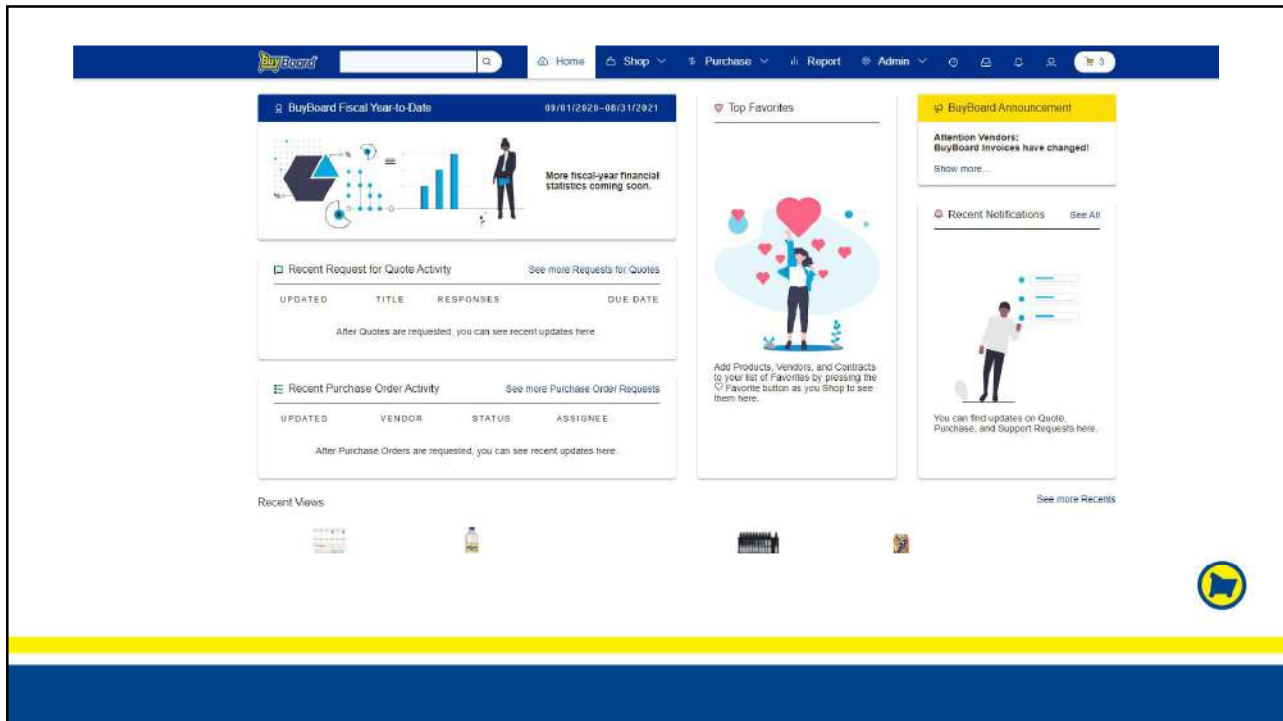 BuyBoard
Home
Shop
Purchase
Report
Admin
3
BuyBoard Fiscal Year-to-Date
09/01/2020–08/31/2021
More fiscal-year financial
statistics coming soon.
Recent Request for Quote Activity
See more Requests for Quotes
UPDATED TITLE RESPONSES DUE DATE
After Quotes are requested, you can see recent updates here.
Recent Purchase Order Activity
See more Purchase Order Requests
UPDATED VENDOR STATUS ASSIGNEE
After Purchase Orders are requested, you can see recent updates here.
Top Favorites
Add Products, Vendors, and Contracts
to your list of Favorites by pressing the
♡ Favorite button as you Shop to see
them here.
BuyBoard Announcement
Attention Vendors:
BuyBoard Invoices have changed!
Show more...
Recent Notifications
See All
You can find updates on Quote,
Purchase, and Support Requests here.
Recent Views
See more Recents